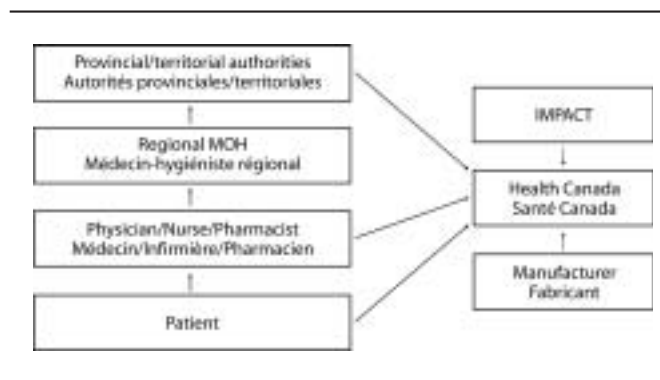 Provincial/territorial authorities
Autorités provinciales/territoriales
Regional MOH
Médecin-hygiéniste régional
Physician/Nurse/Pharmacist
Médecin/Infirmière/Pharmacien
Patient
IMPACT
Health Canada
Santé Canada
Manufacturer
Fabricant